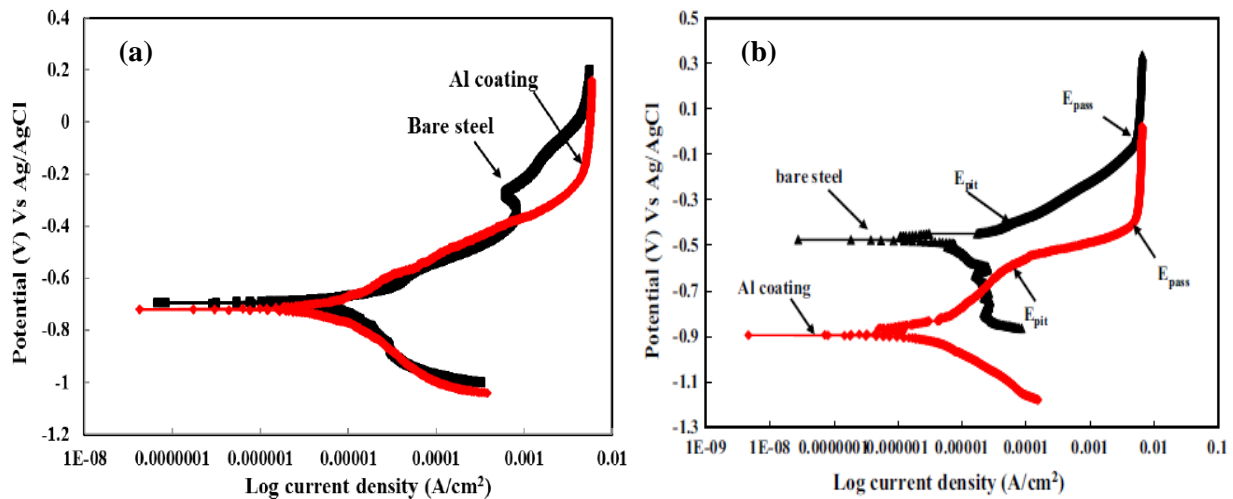 (a)
Al coating
Bare steel
Potential (V) Vs Ag/AgCl
0.4
0.2
0
-0.2
-0.4
-0.6
-0.8
-1
-1.2
1E-08 0.0000001 0.000001 0.00001 0.0001 0.001 0.01
Log current density (A/cm²)
(b)
E_pass
E_pit
bare steel
Al coating
E_pass
E_pit
Potential (V) Vs Ag/AgCl
0.5
0.3
0.1
-0.1
-0.3
-0.5
-0.7
-0.9
-1.1
-1.3
1E-09 1E-08 0.0000001 0.000001 0.00001 0.0001 0.001 0.01 0.1
Log current density (A/cm²)